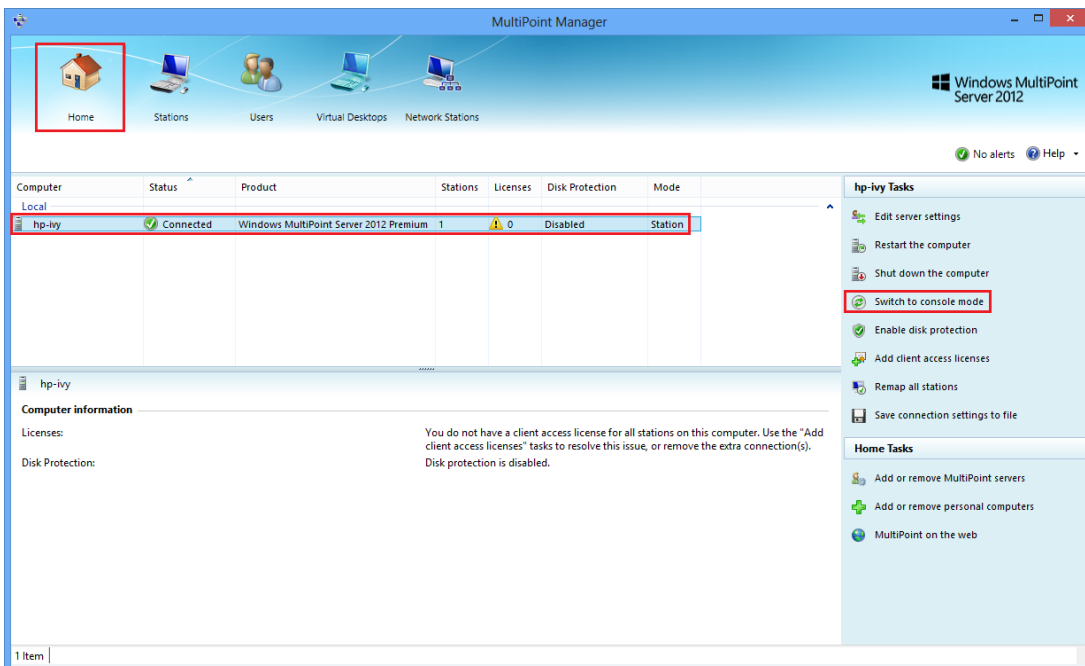 MultiPoint Manager
Home
Stations
Users
Virtual Desktops
Network Stations
Windows MultiPoint
Server 2012
No alerts
Help
Computer Status Product Stations Licenses Disk Protection Mode
Local
hp-ivy Connected Windows MultiPoint Server 2012 Premium 1 0 Disabled Station
hp-ivy
Computer information
Licenses: You do not have a client access license for all stations on this computer. Use the "Add
client access licenses" tasks to resolve this issue, or remove the extra connection(s).
Disk Protection: Disk protection is disabled.
hp-ivy Tasks
Edit server settings
Restart the computer
Shut down the computer
Switch to console mode
Enable disk protection
Add client access licenses
Remap all stations
Save connection settings to file
Home Tasks
Add or remove MultiPoint servers
Add or remove personal computers
MultiPoint on the web
1 Item